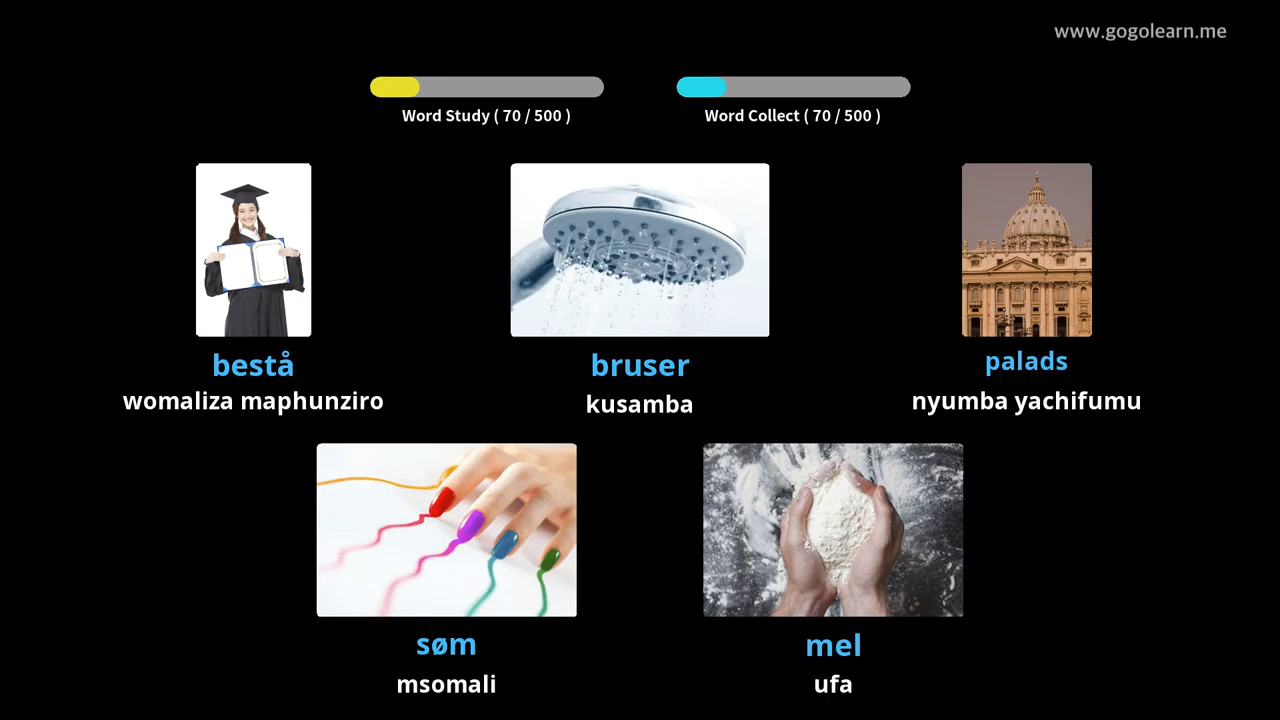 www.gogolearn.me
Word Study ( 70 / 500 )
Word Collect ( 70 / 500 )
bestå
womaliza maphunziro
bruser
kusamba
palads
nyumba yachifumu
søm
msomali
mel
ufa